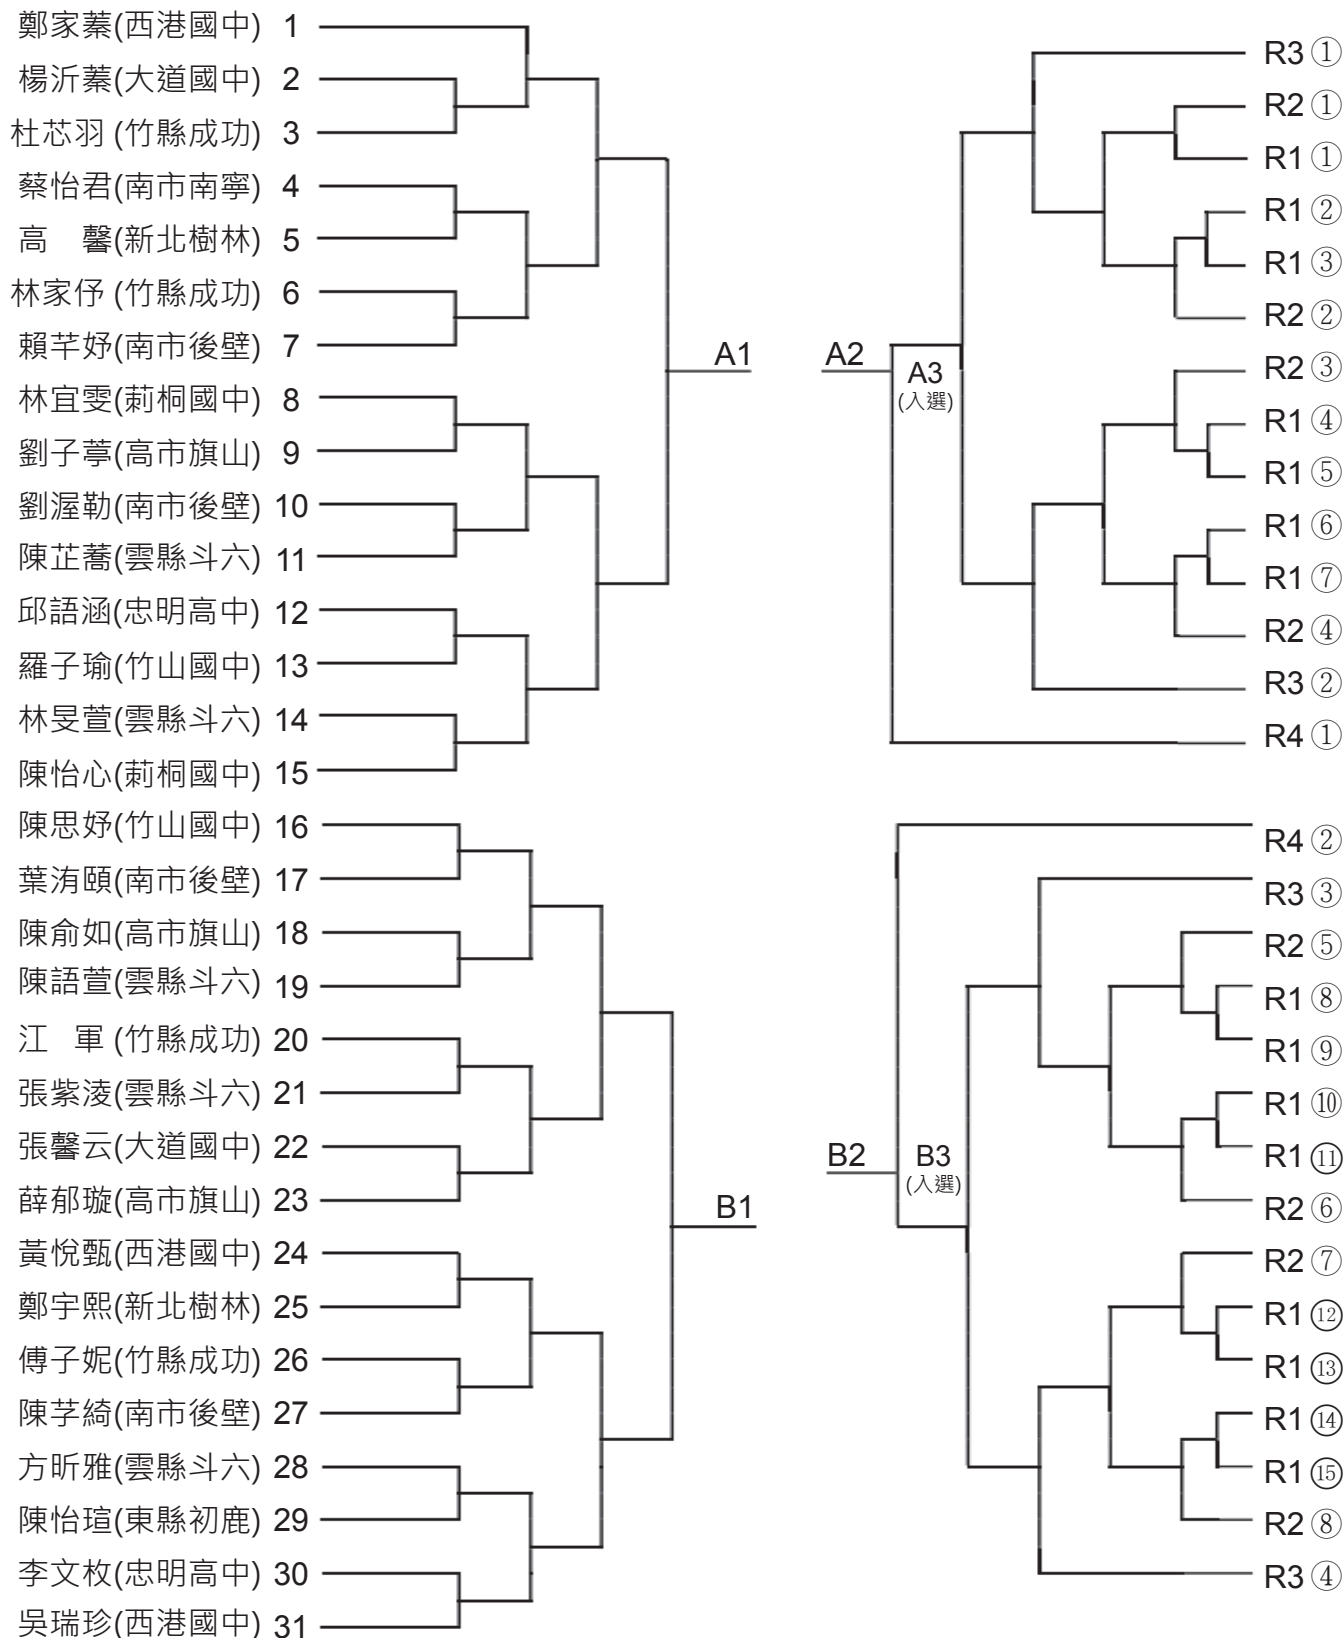 鄭家蓁(西港國中) 1
楊沂蓁(大道國中) 2
杜芯羽 (竹縣成功) 3
蔡怡君(南市南寧) 4
高　馨(新北樹林) 5
林家伃 (竹縣成功) 6
賴芊妤(南市後壁) 7
林宜雯(莿桐國中) 8
劉子葶(高市旗山) 9
劉渥勒(南市後壁) 10
陳芷蕎(雲縣斗六) 11
邱語涵(忠明高中) 12
羅子瑜(竹山國中) 13
林旻萱(雲縣斗六) 14
陳怡心(莿桐國中) 15
A1
陳思妤(竹山國中) 16
葉洧頤(南市後壁) 17
陳俞如(高市旗山) 18
陳語萱(雲縣斗六) 19
江　軍 (竹縣成功) 20
張紫淩(雲縣斗六) 21
張馨云(大道國中) 22
薛郁璇(高市旗山) 23
黃悅甄(西港國中) 24
鄭宇熙(新北樹林) 25
傅子妮(竹縣成功) 26
陳芓綺(南市後壁) 27
方昕雅(雲縣斗六) 28
陳怡瑄(東縣初鹿) 29
李文枚(忠明高中) 30
吳瑞珍(西港國中) 31
B1
A2
A3
(入選)
R3 ①
R2 ①
R1 ①
R1 ②
R1 ③
R2 ②
R2 ③
R1 ④
R1 ⑤
R1 ⑥
R1 ⑦
R2 ④
R3 ②
R4 ①
B2
B3
(入選)
R4 ②
R3 ③
R2 ⑤
R1 ⑧
R1 ⑨
R1 ⑩
R1 ⑪
R2 ⑥
R2 ⑦
R1 ⑫
R1 ⑬
R1 ⑭
R1 ⑮
R2 ⑧
R3 ④